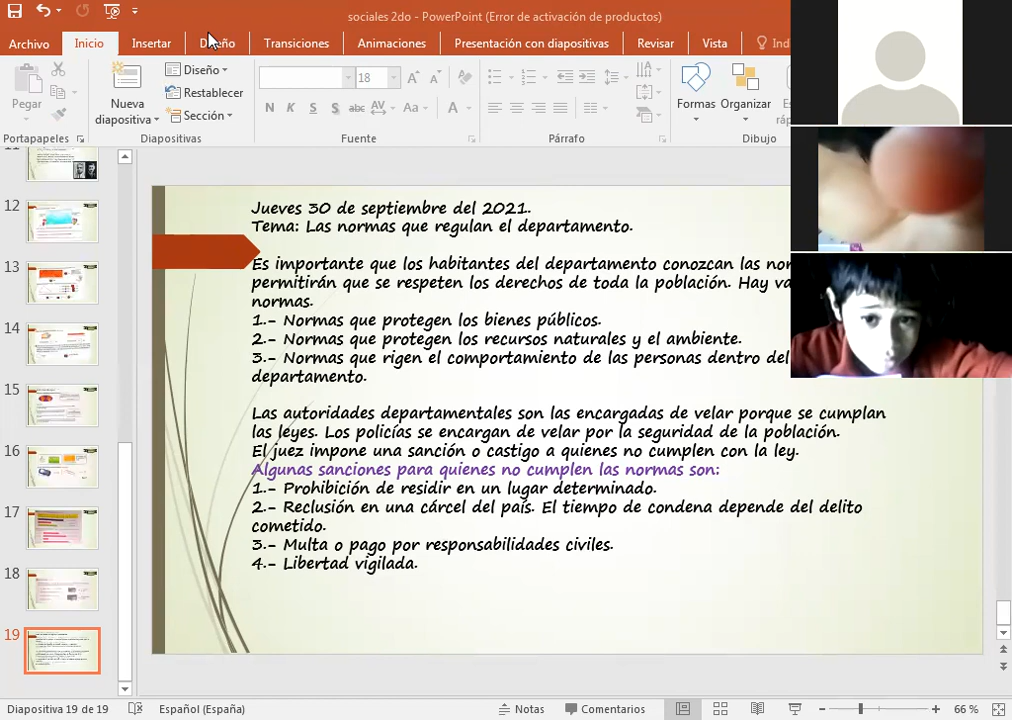 sociales 2do - PowerPoint (Error de activación de productos)
Archivo Inicio Insertar Diseño Transiciones Animaciones Presentación con diapositivas Revisar Vista Ind
Pegar
Nueva diapositiva
Diseño
Restablecer
Sección
18
N K S S abc AV Aa A
Formas
Organizar
Portapapeles Diapositivas Fuente Párrafo Dibujo
12
13
14
15
16
17
18
19
Jueves 30 de septiembre del 2021.
Tema: Las normas que regulan el departamento.
Es importante que los habitantes del departamento conozcan las
permitirán que se respeten los derechos de toda la población. Hay
normas.
1.- Normas que protegen los bienes públicos.
2.- Normas que protegen los recursos naturales y el ambiente.
3.- Normas que rigen el comportamiento de las personas dentro del
departamento.
Las autoridades departamentales son las encargadas de velar porque se cumplan
las leyes. Los policías se encargan de velar por la seguridad de la población.
El juez impone una sanción o castigo a quienes no cumplen con la ley.
Algunas sanciones para quienes no cumplen las normas son:
1.- Prohibición de residir en un lugar determinado.
2.- Reclusión en una cárcel del país. El tiempo de condena depende del delito
cometido.
3.- Multa o pago por responsabilidades civiles.
4.- Libertad vigilada.
Diapositiva 19 de 19 Español (España) Notas Comentarios 66 %